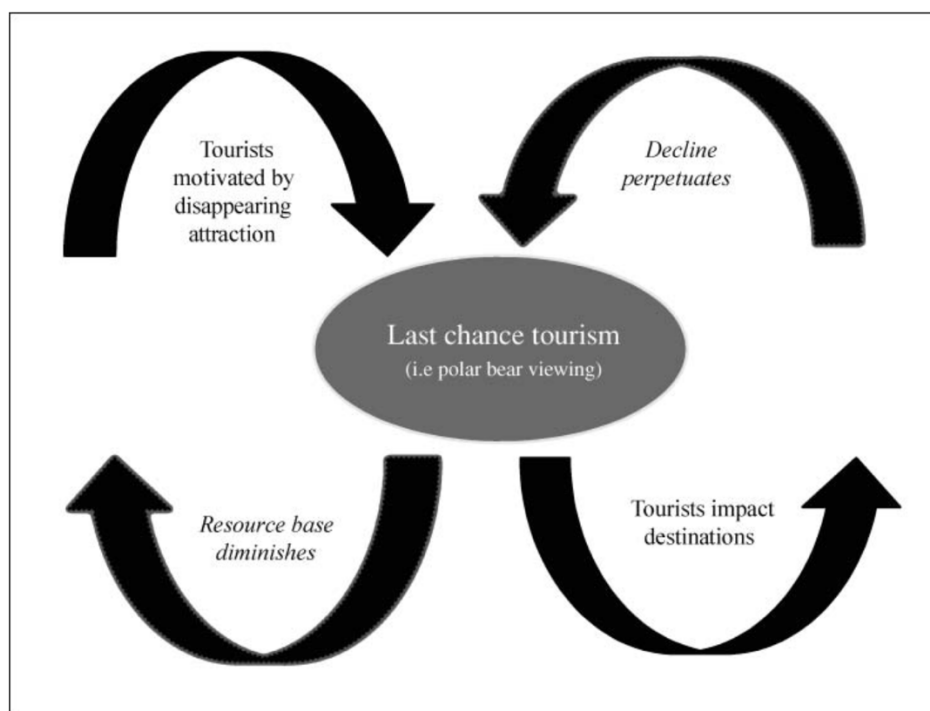 Tourists
motivated by
disappearing
attraction
Decline
perpetuates
Last chance tourism
(i.e polar bear viewing)
Resource base
diminishes
Tourists impact
destinations